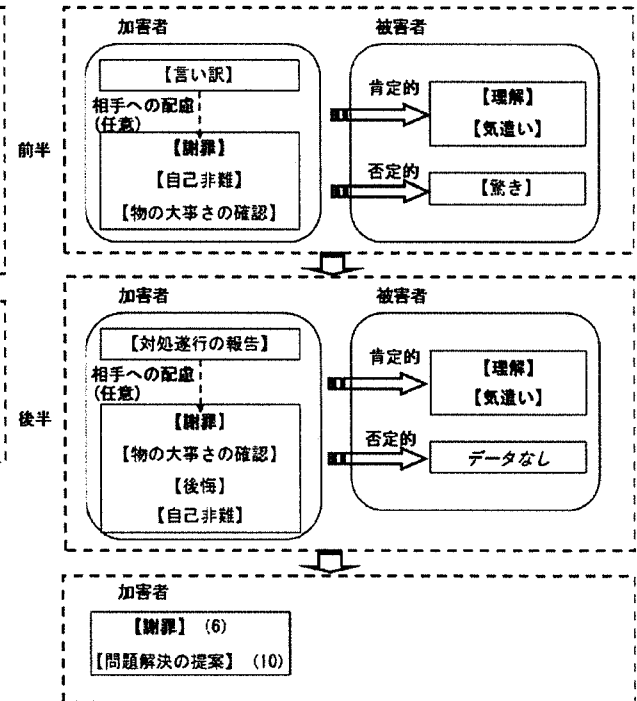 加害者
被害者
前半
【言い訳】
相手への配慮
(任意)
【謝罪】
【自己非難】
【物の大事さの確認】
肯定的
【理解】
【気遣い】
否定的
【驚き】
加害者
被害者
後半
【対処遂行の報告】
相手への配慮
(任意)
【謝罪】
【物の大事さの確認】
【後悔】
【自己非難】
肯定的
【理解】
【気遣い】
否定的
データなし
加害者
【謝罪】 (6)
【問題解決の提案】 (10)